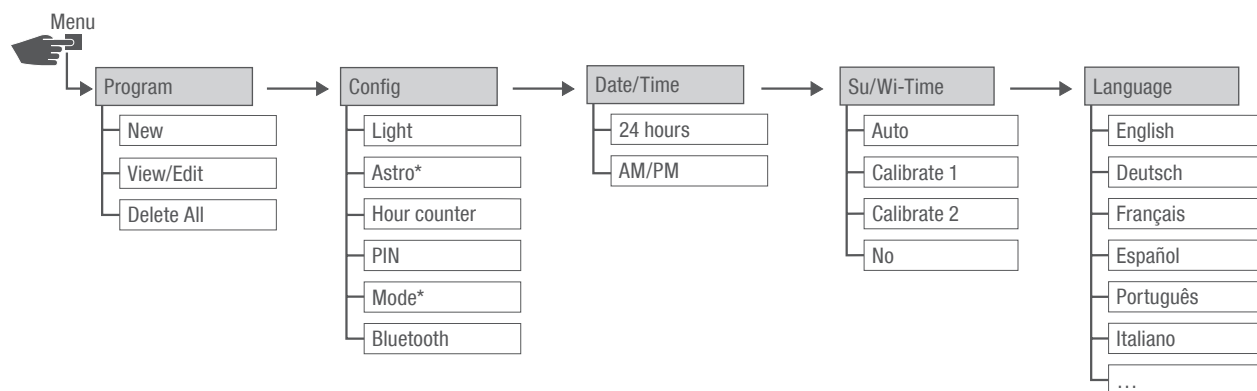 Menu
Program
New
View/Edit
Delete All
Config
Light
Astro*
Hour counter
PIN
Mode*
Bluetooth
Date/Time
24 hours
AM/PM
Su/Wi-Time
Auto
Calibrate 1
Calibrate 2
No
Language
English
Deutsch
Français
Español
Português
Italiano
…